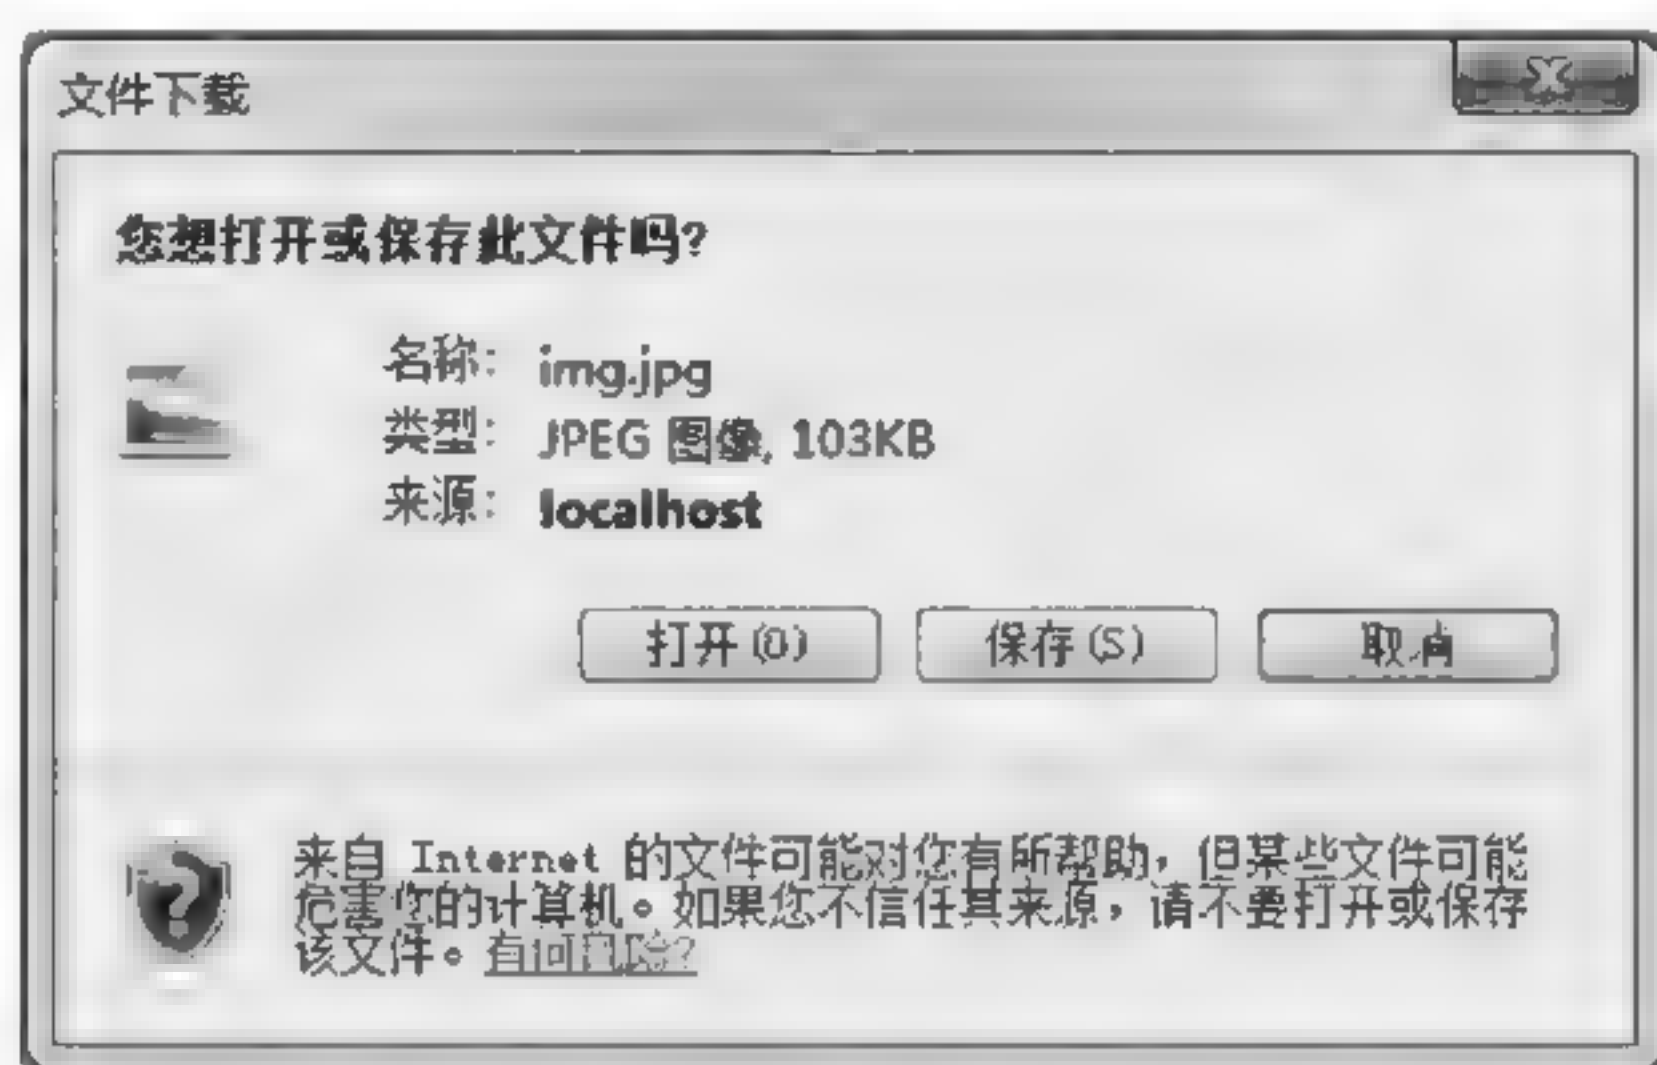 文件下载
您想打开或保存此文件吗?
名称: img.jpg
类型: JPEG 图像, 103KB
来源: localhost
打开(O) 保存(S) 取消
来自 Internet 的文件可能对您有所帮助，但某些文件可能
危害您的计算机。如果您不信任其来源，请不要打开或保存
该文件。有何风险?